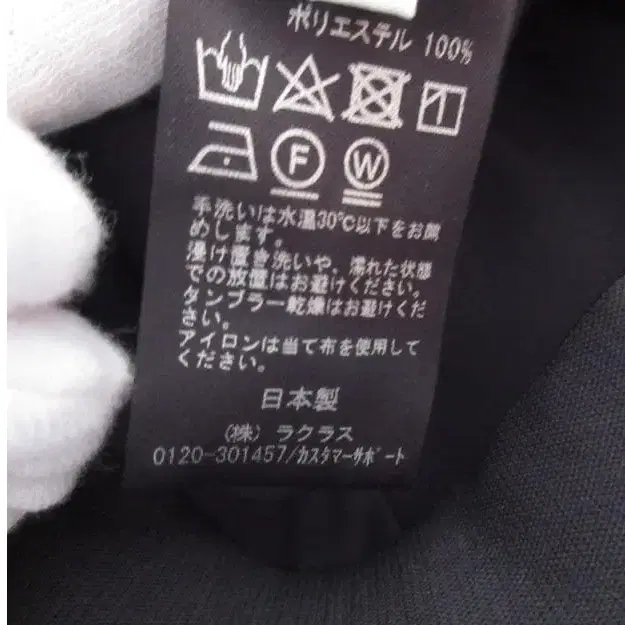 ポリエステル 100%
F W
手洗いは水温30℃以下をお勧
めします。
浸け置き洗いや、濡れた状態
での放置はお避けください。
タンブラー乾燥はお避けくだ
さい。
アイロンは当て布を使用して
ください。
日本製
(株) ラクラス
0120-301457/カスタマーサポート